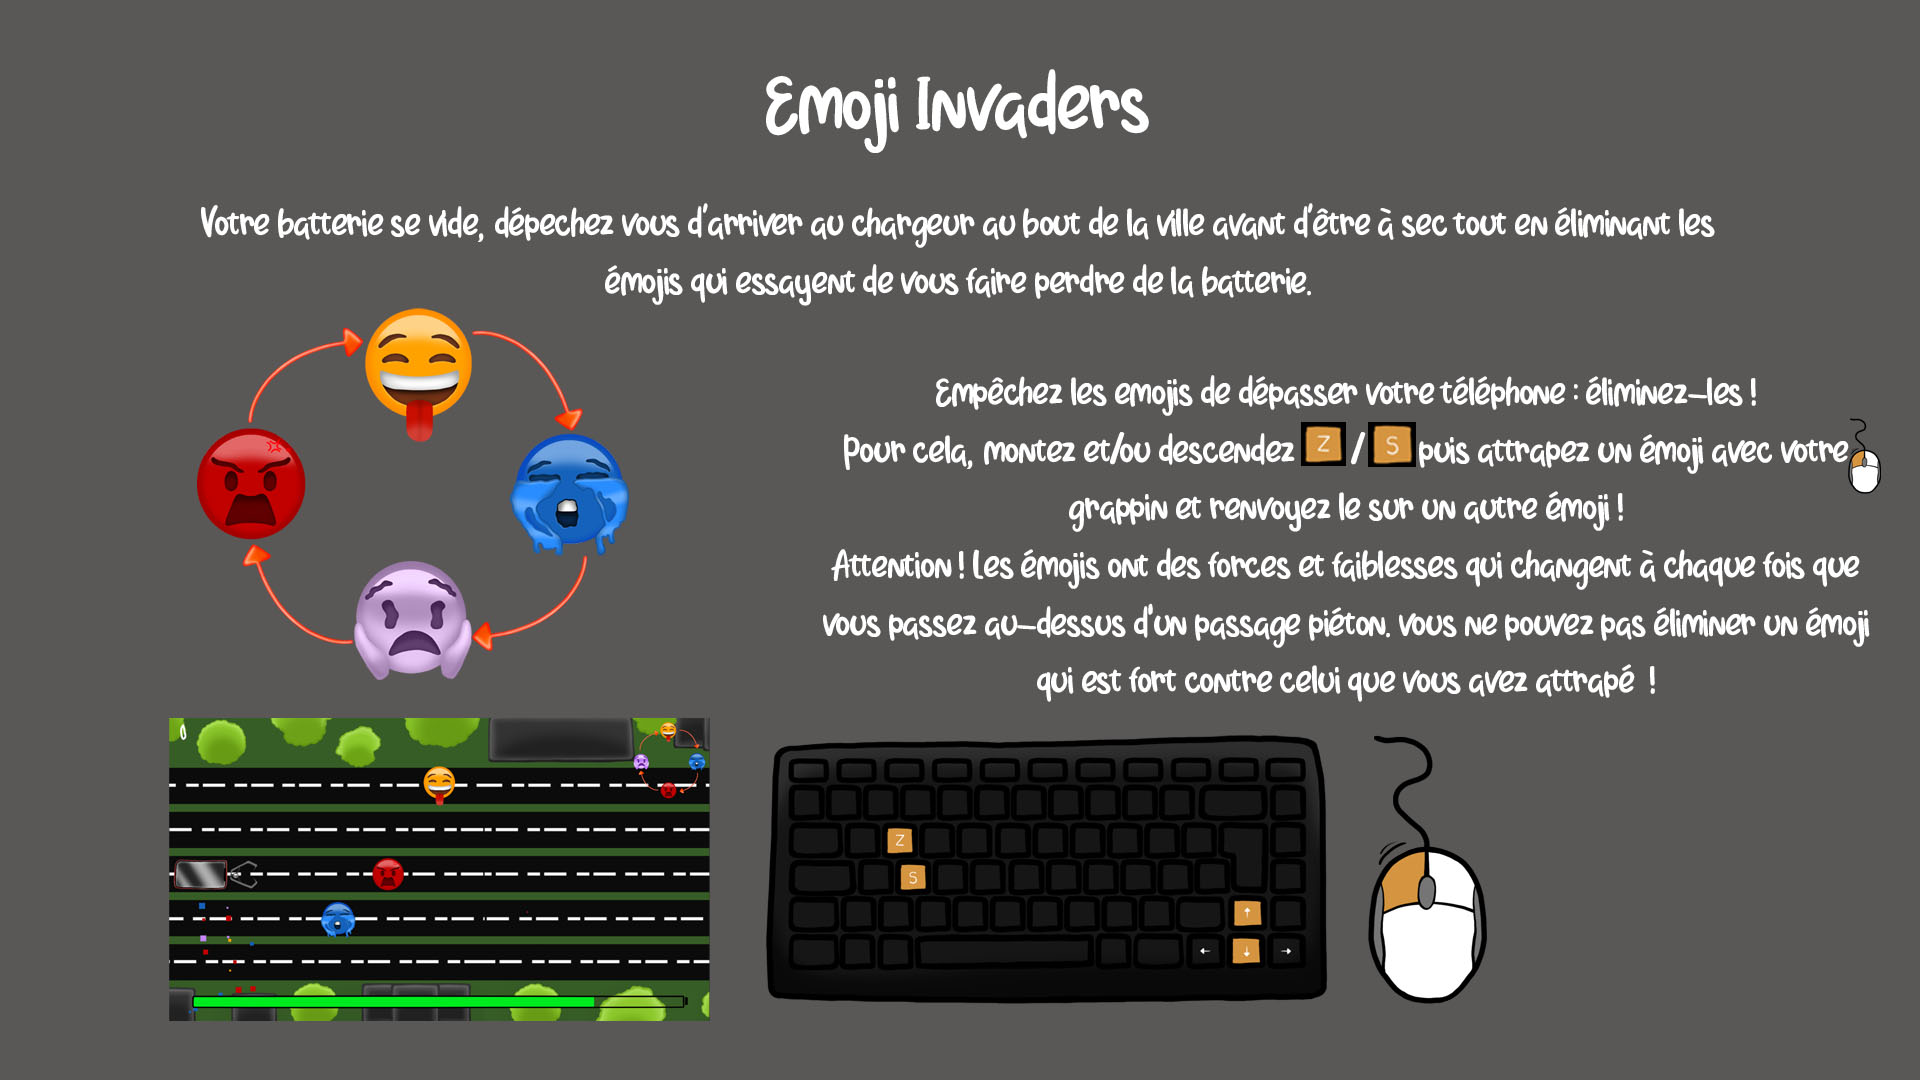 Emoji Invaders
Votre batterie se vide, dépechez vous d'arriver au chargeur au bout de la ville avant d'être à sec tout en éliminant les
émojis qui essayent de vous faire perdre de la batterie.
Empêchez les emojis de dépasser votre téléphone : éliminez-les !
Pour cela, montez et/ou descendez Z / S puis attrapez un émoji avec votre
grappin et renvoyez le sur un autre émoji !
Attention ! Les émojis ont des forces et faiblesses qui changent à chaque fois que
vous passez au-dessus d'un passage piéton. Vous ne pouvez pas éliminer un émoji
qui est fort contre celui que vous avez attrapé !
Z
S
↑
← ↓ →